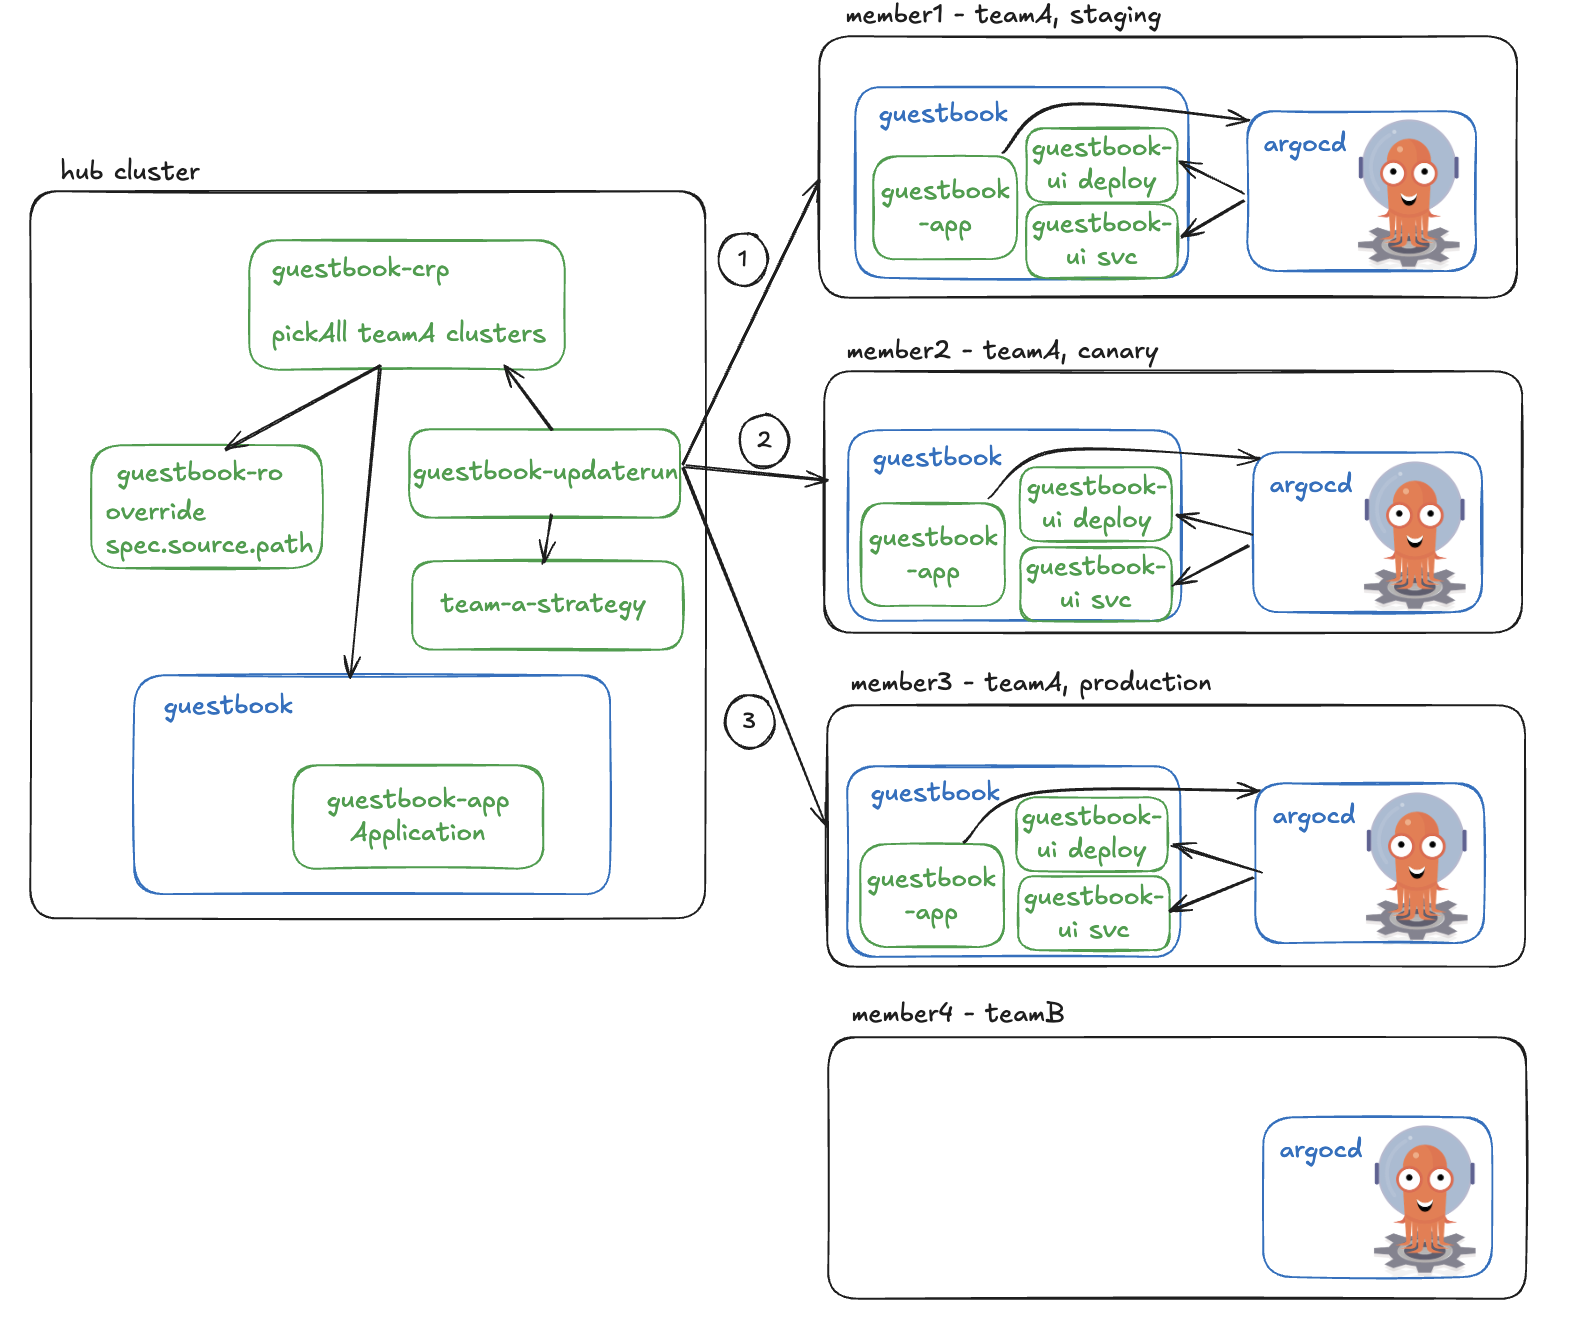 hub cluster
guestbook-crp
pickAll teamA clusters
guestbook-ro
override
spec.source.path
guestbook-updaterun
team-a-strategy
guestbook
guestbook-app
Application
1
2
3
member1 - teamA, staging
guestbook
guestbook
-app
guestbook-
ui deploy
guestbook-
ui svc
argocd
member2 - teamA, canary
guestbook
guestbook
-app
guestbook-
ui deploy
guestbook-
ui svc
argocd
member3 - teamA, production
guestbook
guestbook
-app
guestbook-
ui deploy
guestbook-
ui svc
argocd
member4 - teamB
argocd